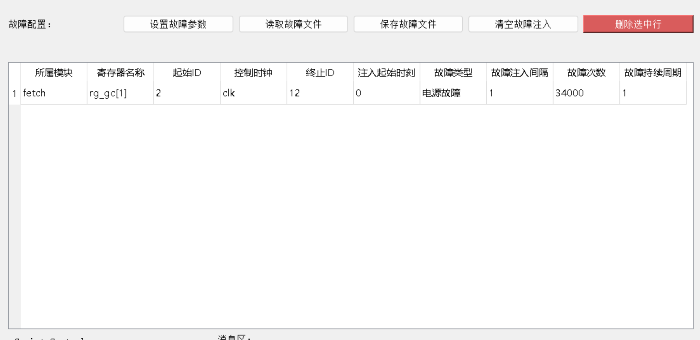 故障配置： 设置故障参数 读取故障文件 保存故障文件 清空故障注入 删除选中行
所属模块 寄存器名称 起始ID 控制时钟 终止ID 注入起始时刻 故障类型 故障注入间隔 故障次数 故障持续周期
1 fetch rg_gc[1] 2 clk 12 0 电源故障 1 34000 1
消息区：